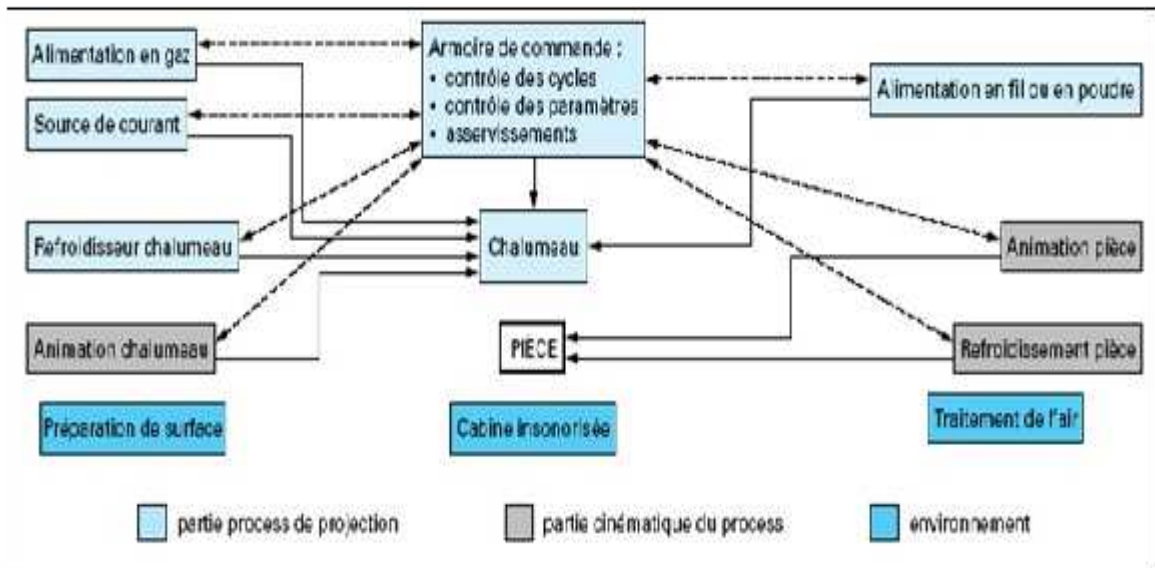 Alimentation en gaz
Source de courant
Armoire de commande :
• contrôle des cycles
• contrôle des paramètres
• asservissements
Alimentation en fil ou en poudre
Refroidisseur chalumeau
Chalumeau
Animation pièce
Animation chalumeau
PIÈCE
Refroidissement pièce
Préparation de surface
Cabine insonorisée
Traitement de l'air
partie process de projection
partie cinématique du process
environnement